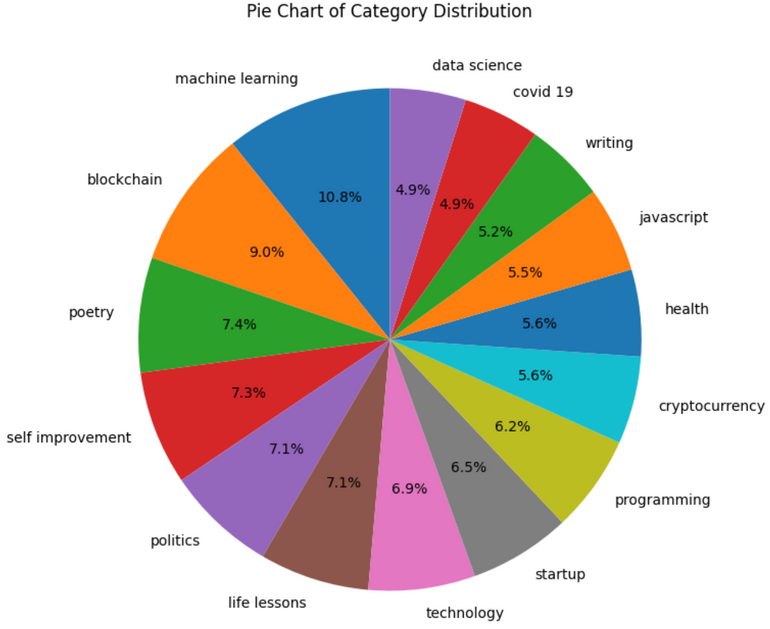 Pie Chart of Category Distribution
data science
covid 19
machine learning
writing
blockchain
javascript
poetry
health
self improvement
cryptocurrency
politics
programming
life lessons
startup
technology
4.9%
10.8%
4.9%
5.2%
9.0%
5.5%
7.4%
5.6%
5.6%
7.3%
6.2%
7.1%
6.5%
7.1%
6.9%